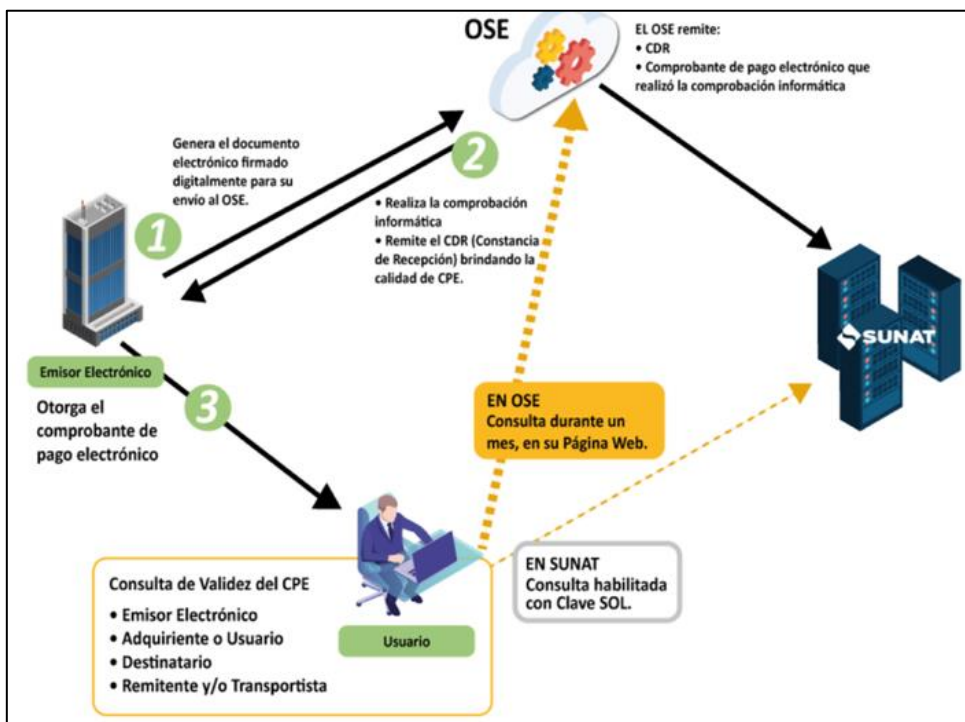 OSE
EL OSE remite:
• CDR
• Comprobante de pago electrónico que
realizó la comprobación informática
Genera el documento
electrónico firmado
digitalmente para su
envío al OSE.
1
2
• Realiza la comprobación
informática
• Remite el CDR (Constancia
de Recepción) brindando la
calidad de CPE.
SUNAT
Emisor Electrónico
3
Otorga el
comprobante de
pago electrónico
EN OSE
Consulta durante un
mes, en su Página Web.
EN SUNAT
Consulta habilitada
con Clave SOL.
Consulta de Validez del CPE
• Emisor Electrónico
• Adquiriente o Usuario
• Destinatario
• Remitente y/o Transportista
Usuario